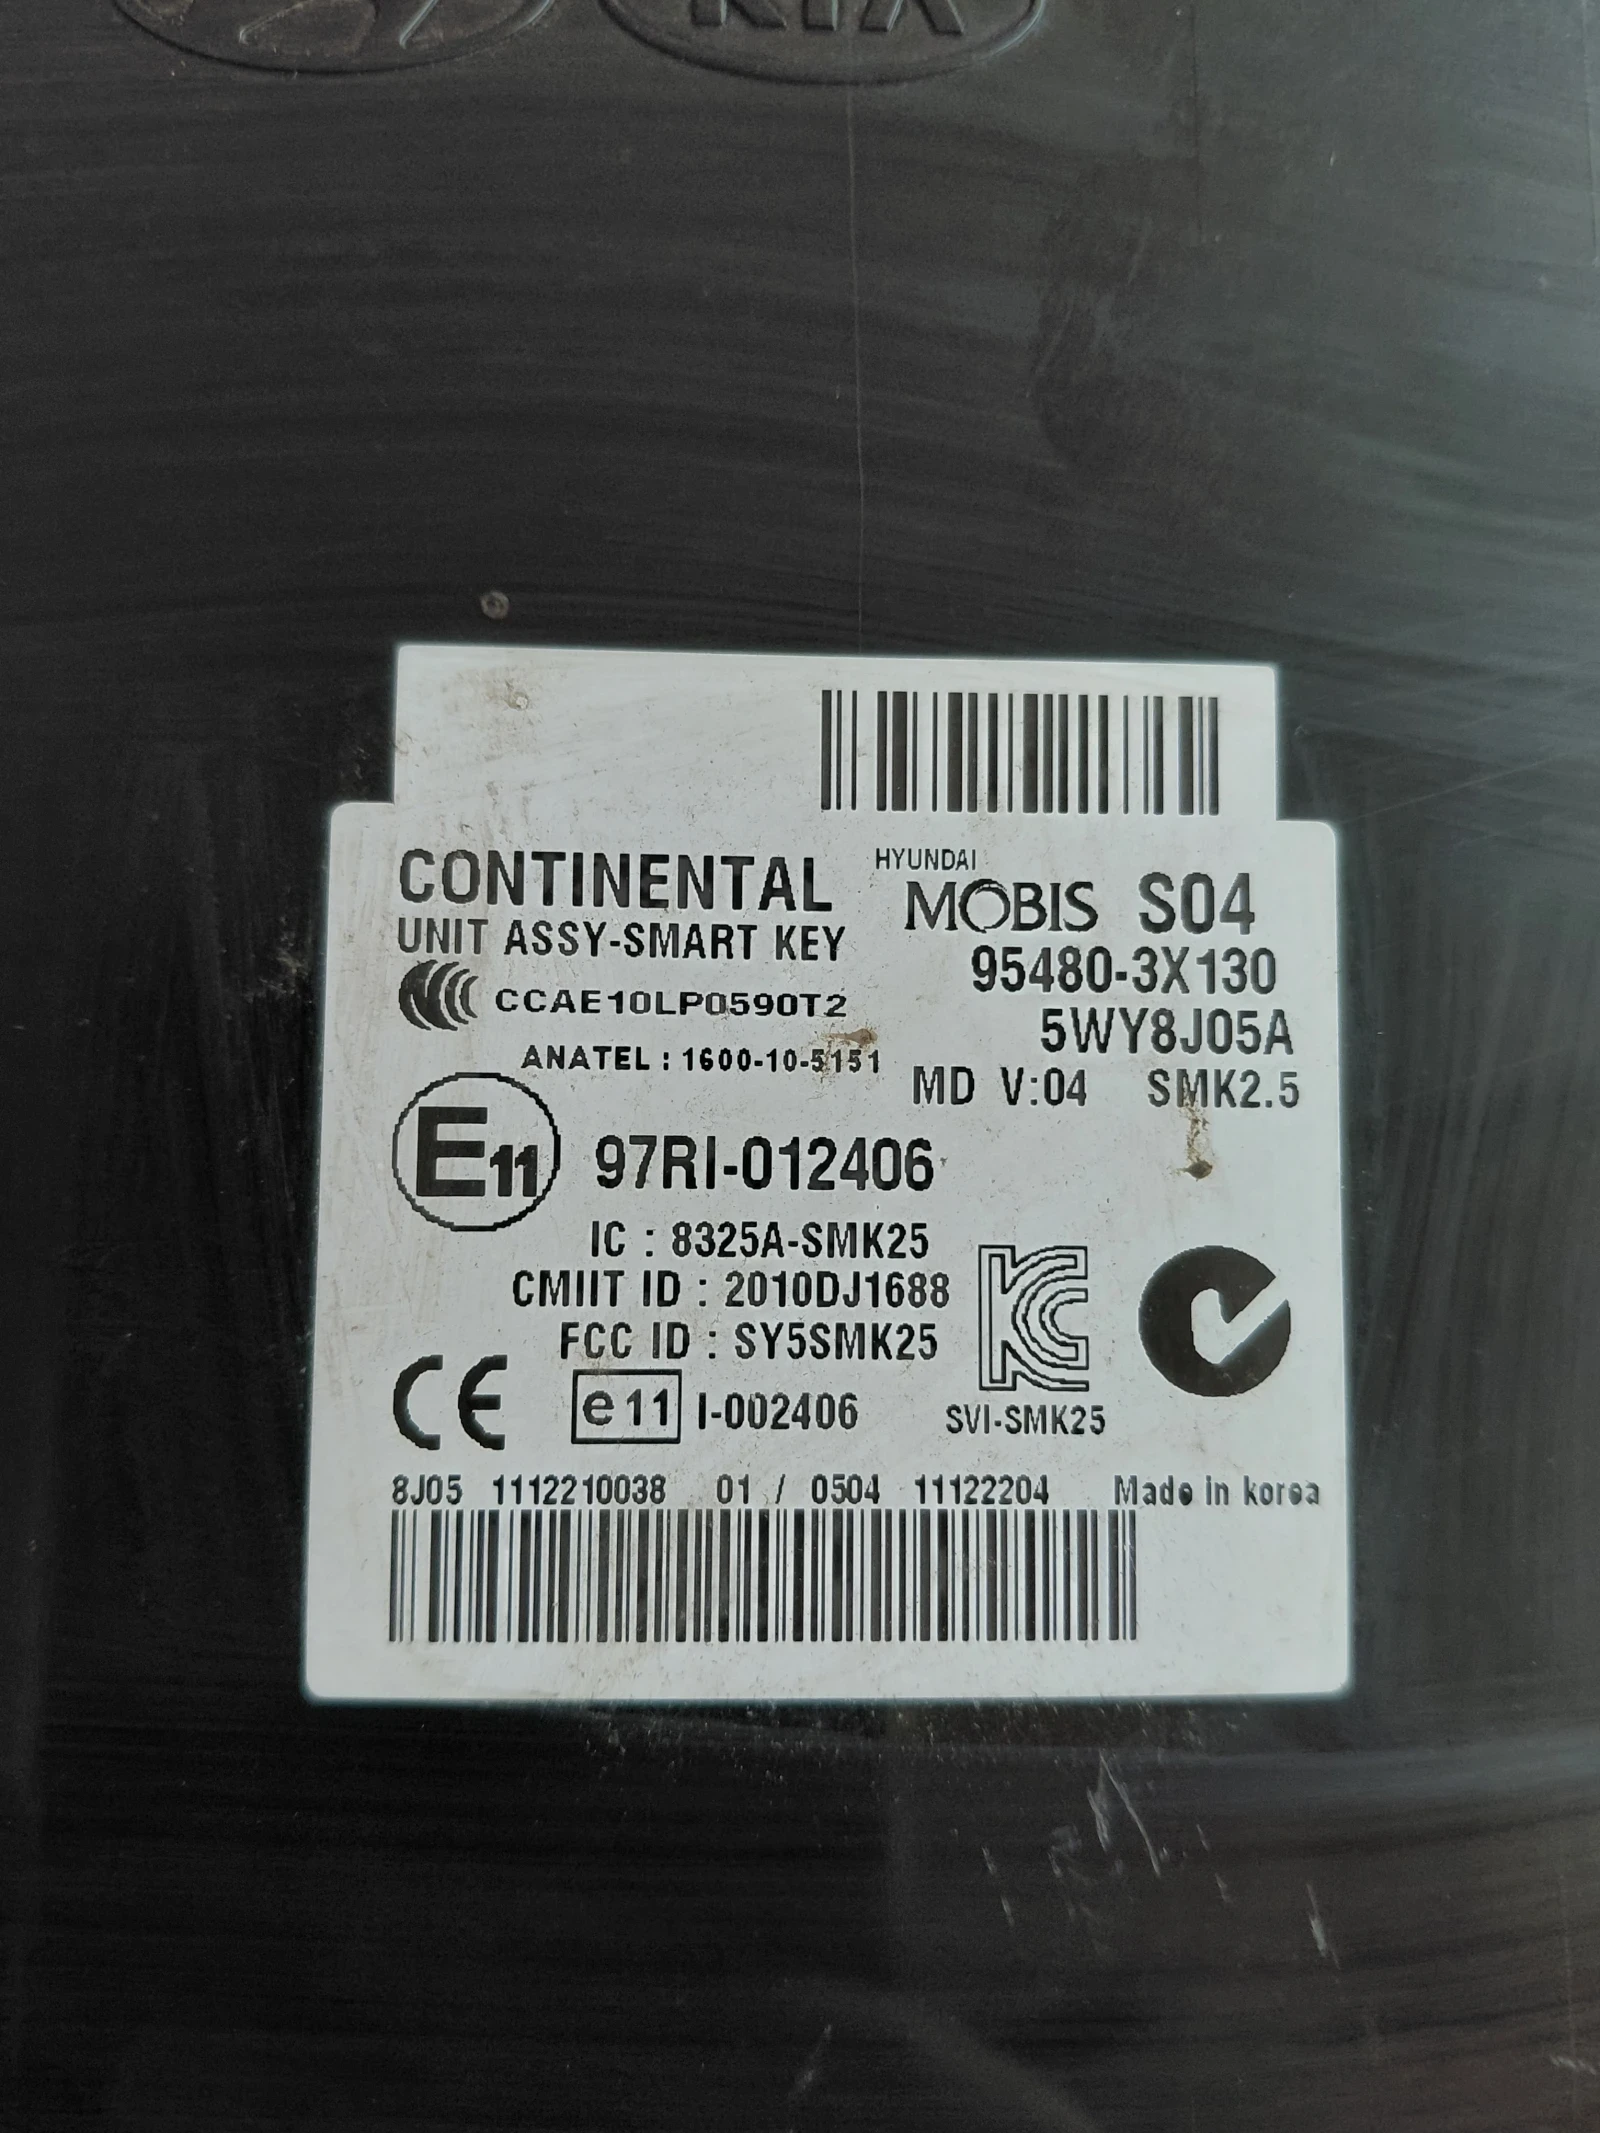 KIA
CONTINENTAL
UNIT ASSY-SMART KEY
CCAE10LP0590T2
ANATEL : 1600-10-5151
HYUNDAI
MOBIS S04
95480-3X130
5WY8J05A
MD V:04 SMK2.5
E11 97RI-012406
IC : 8325A-SMK25
CMIIT ID : 2010DJ1688
FCC ID : SY5SMK25
CE e11 I-002406
KC
SVI-SMK25
8J05 1112210038 01 / 0504 11122204 Made in korea